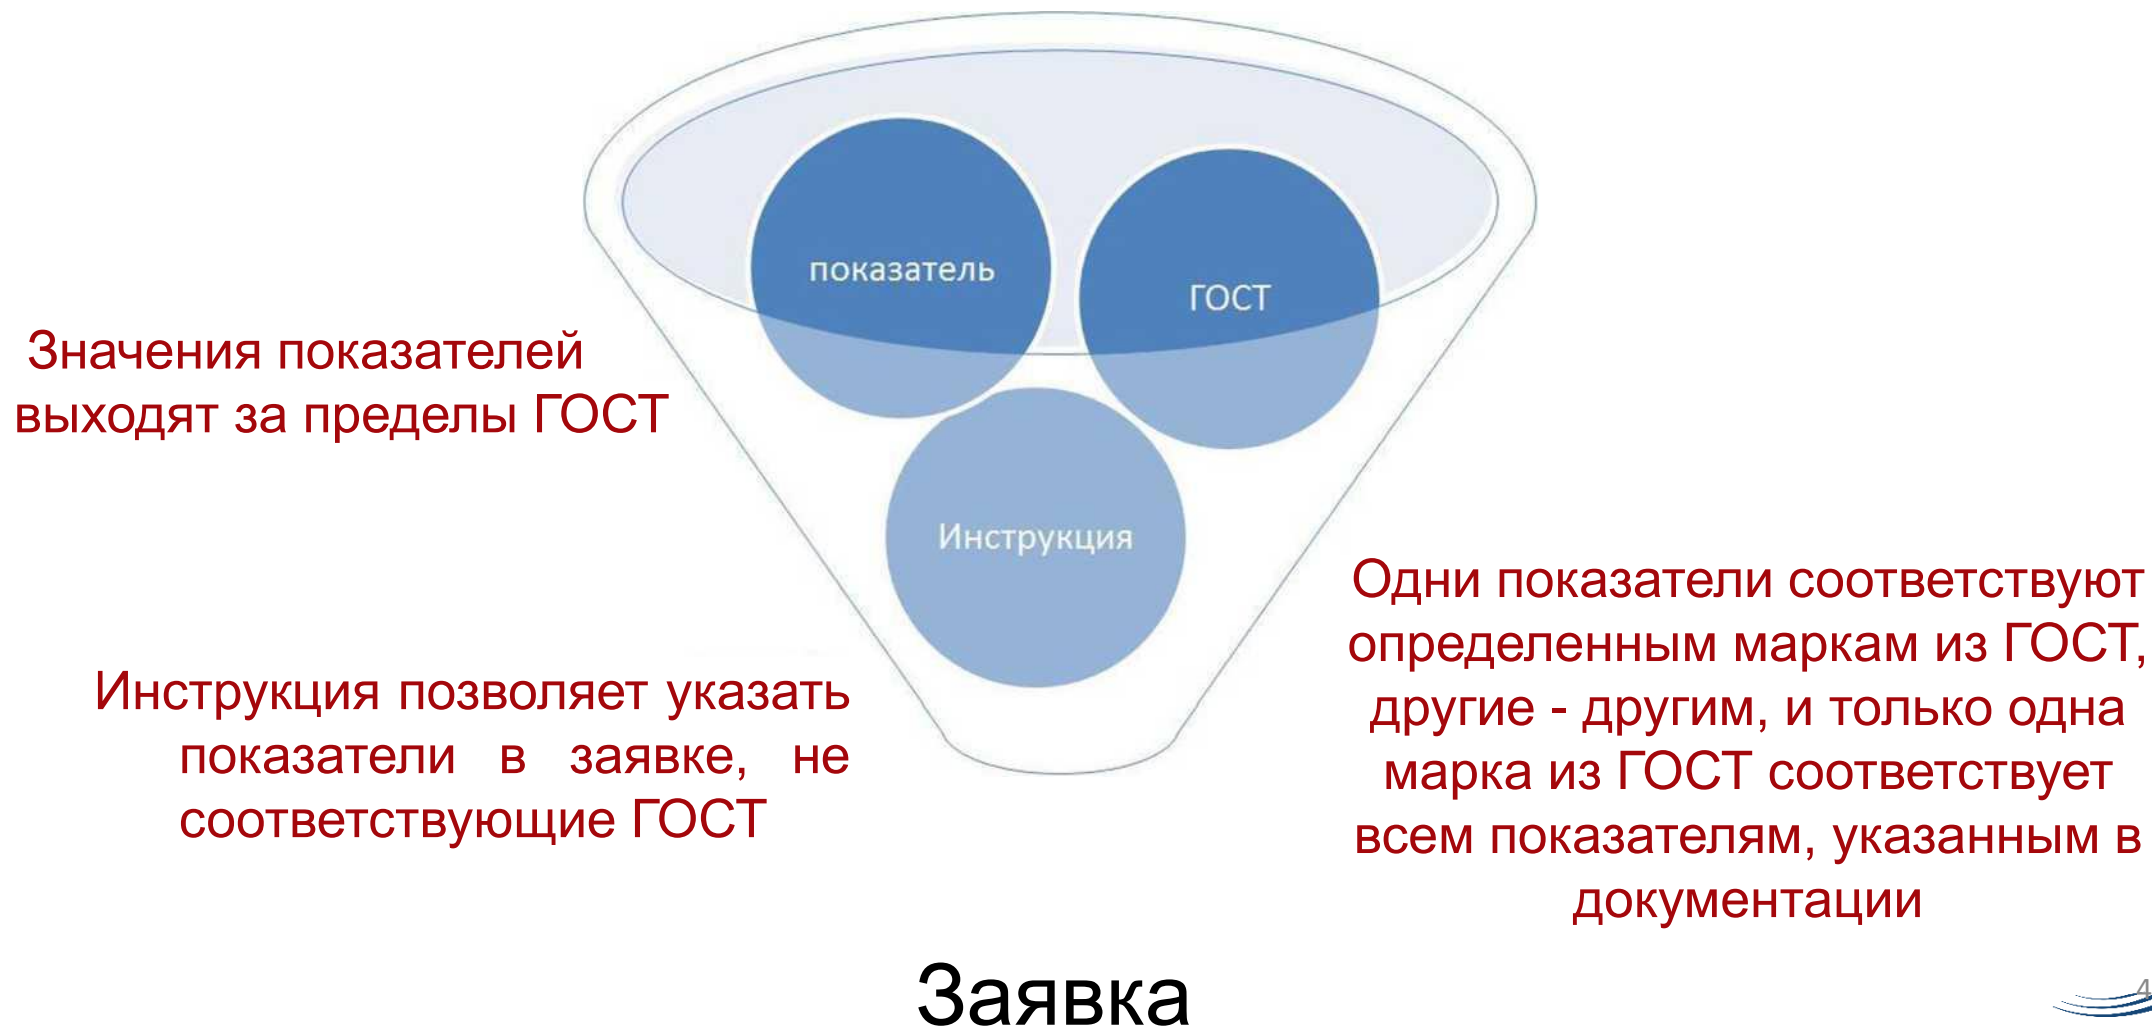 показатель
ГОСТ
Значения показателей
выходят за пределы ГОСТ
Инструкция
Одни показатели соответствуют
определенным маркам из ГОСТ,
другие - другим, и только одна
марка из ГОСТ соответствует
всем показателям, указанным в
документации
Инструкция позволяет указать
показатели в заявке, не
соответствующие ГОСТ
Заявка
4